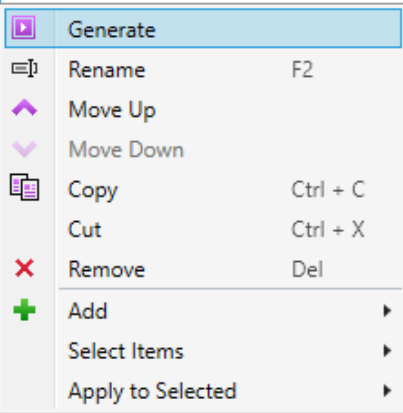 Generate
Rename F2
Move Up
Move Down
Copy Ctrl + C
Cut Ctrl + X
Remove Del
Add
Select Items
Apply to Selected